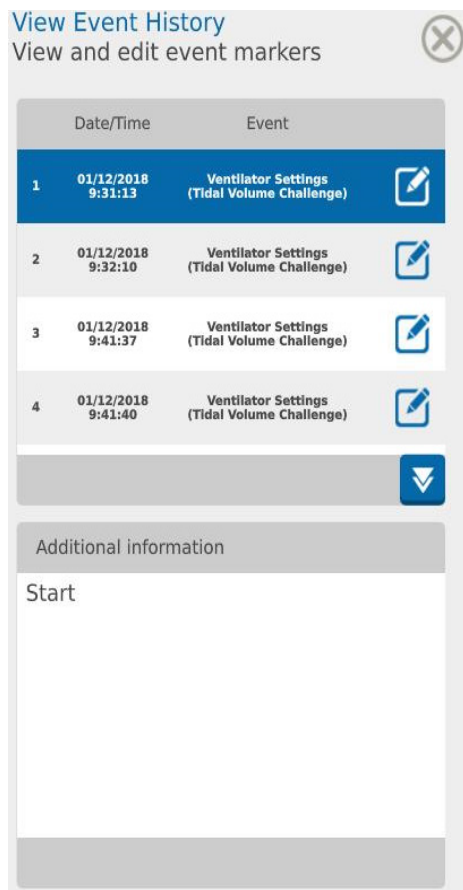 View Event History
View and edit event markers
Date/Time Event
1 01/12/2018 9:31:13 Ventilator Settings (Tidal Volume Challenge)
2 01/12/2018 9:32:10 Ventilator Settings (Tidal Volume Challenge)
3 01/12/2018 9:41:37 Ventilator Settings (Tidal Volume Challenge)
4 01/12/2018 9:41:40 Ventilator Settings (Tidal Volume Challenge)
Additional information
Start